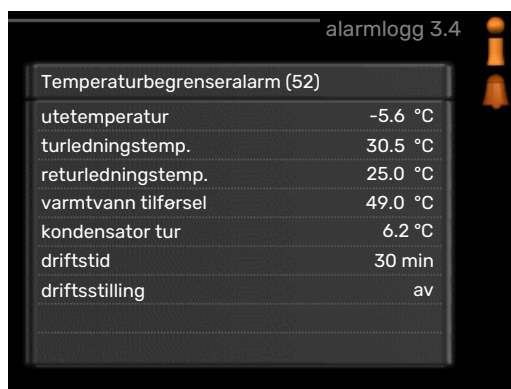 alarmlogg 3.4
Temperaturbegrenseralarm (52)
utetemperatur -5.6 °C
turledningstemp. 30.5 °C
returledningstemp. 25.0 °C
varmtvann tilførsel 49.0 °C
kondensator tur 6.2 °C
driftstid 30 min
driftsstilling av